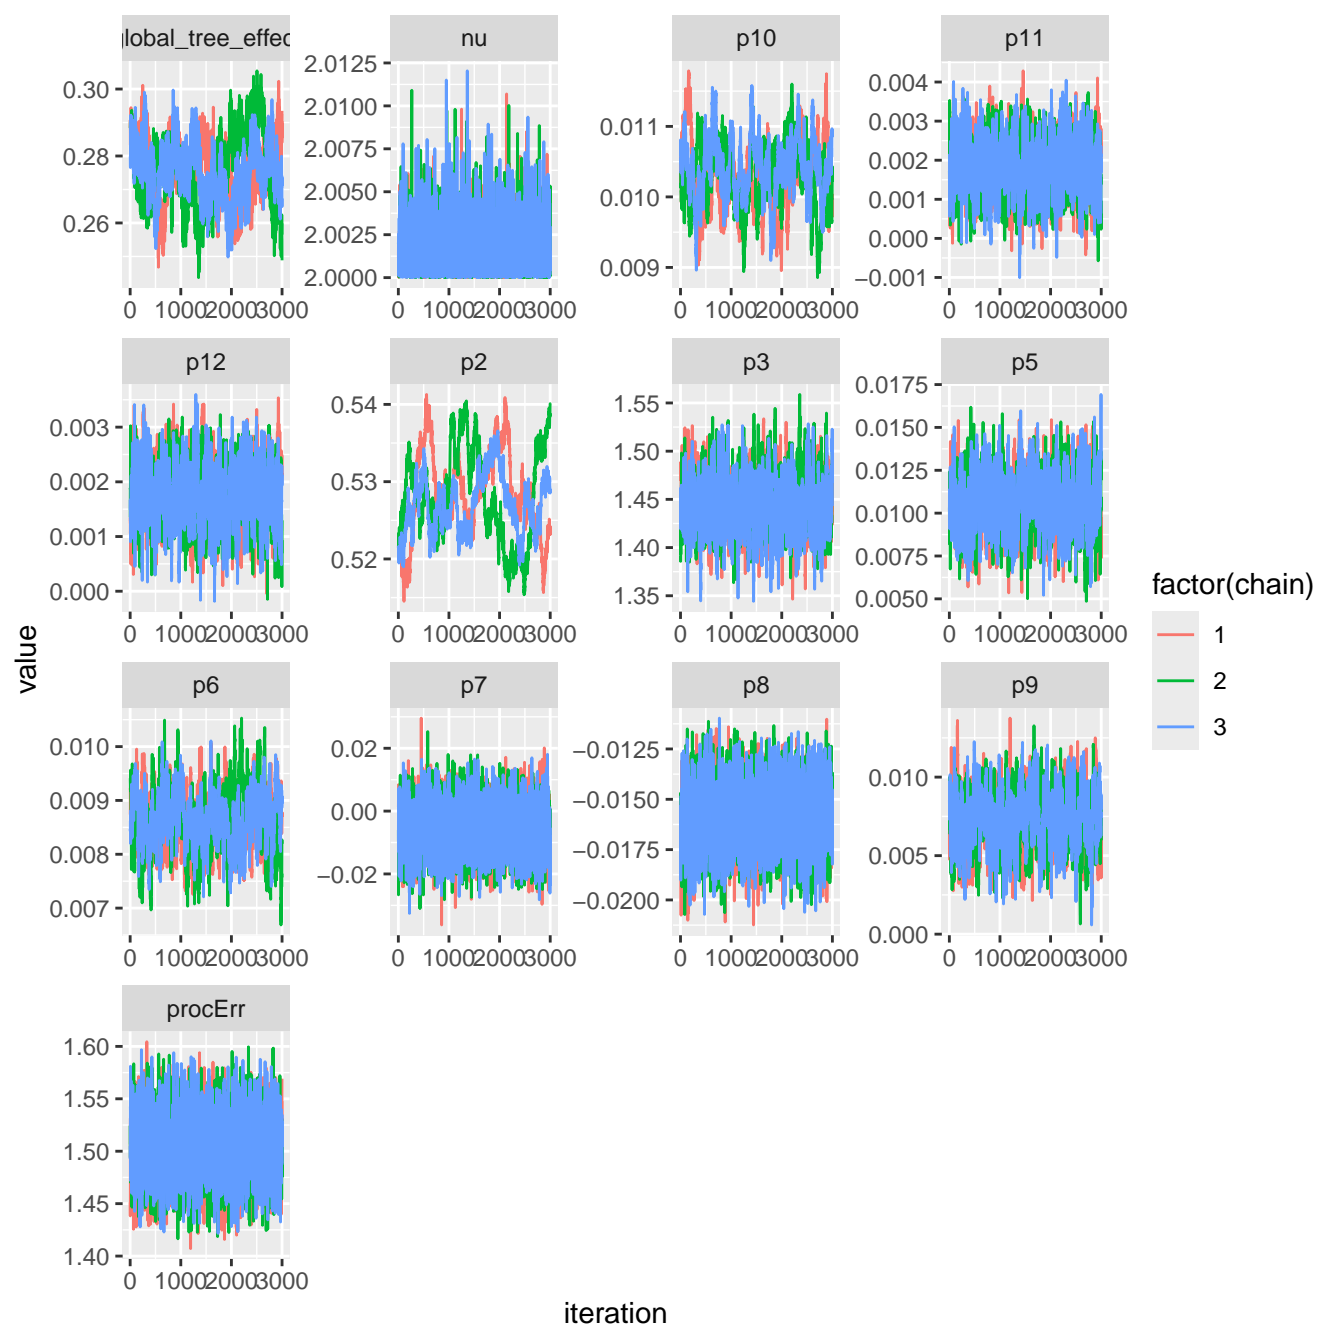 global_tree_effec
nu
p10
p11
0.30
0.28
0.26
2.0125
2.0100
2.0075
2.0050
2.0025
2.0000
0.011
0.010
0.009
0.004
0.003
0.002
0.001
0.000
−0.001
0 1000 2000 3000
0 1000 2000 3000
0 1000 2000 3000
0 1000 2000 3000
p12
p2
p3
p5
0.003
0.002
0.001
0.000
0.54
0.53
0.52
1.55
1.50
1.45
1.40
1.35
0.0175
0.0150
0.0125
0.0100
0.0075
0.0050
0 1000 2000 3000
0 1000 2000 3000
0 1000 2000 3000
0 1000 2000 3000
p6
p7
p8
p9
0.010
0.009
0.008
0.007
0.02
0.00
−0.02
−0.0125
−0.0150
−0.0175
−0.0200
0.010
0.005
0.000
0 1000 2000 3000
0 1000 2000 3000
0 1000 2000 3000
0 1000 2000 3000
procErr
1.60
1.55
1.50
1.45
1.40
0 1000 2000 3000
value
iteration
factor(chain)
1
2
3